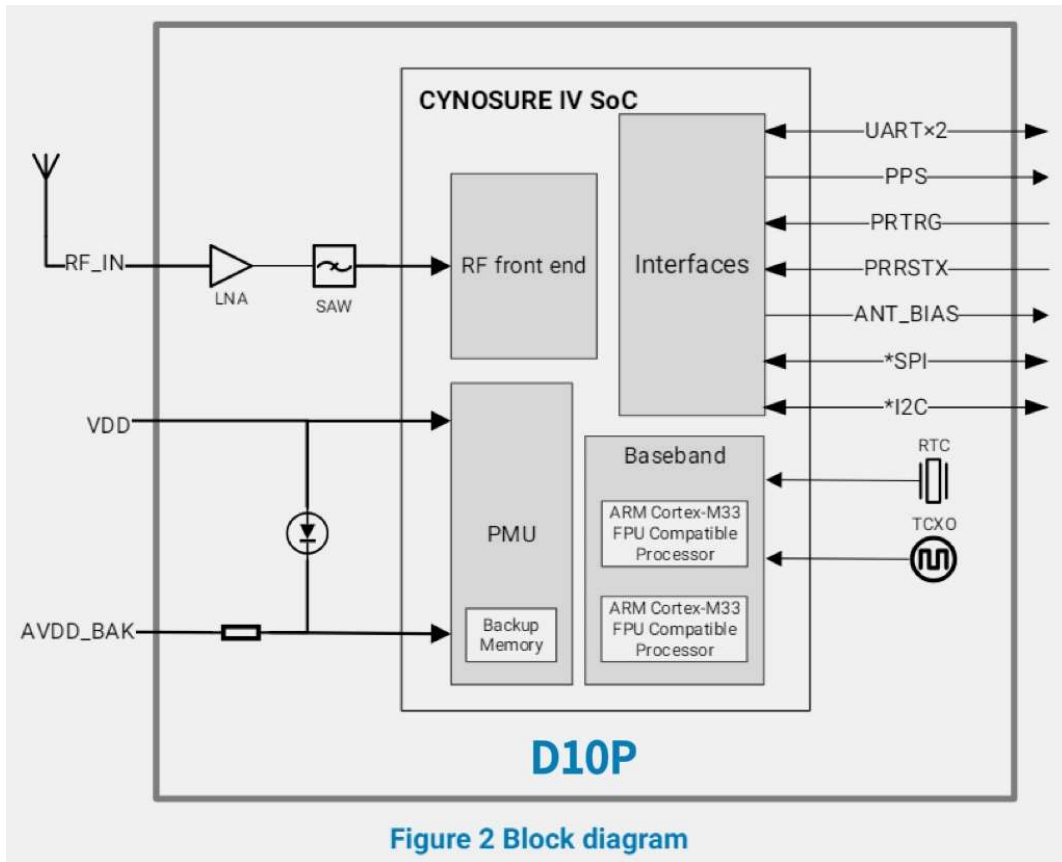 CYNOSURE IV SoC
UART×2
PPS
PRTRG
RF_IN
LNA
SAW
RF front end
Interfaces
PRRSTX
ANT_BIAS
*SPI
*I2C
VDD
Baseband
RTC
PMU
ARM Cortex-M33
FPU Compatible
Processor
TCXO
AVDD_BAK
Backup
Memory
ARM Cortex-M33
FPU Compatible
Processor
D10P
Figure 2 Block diagram